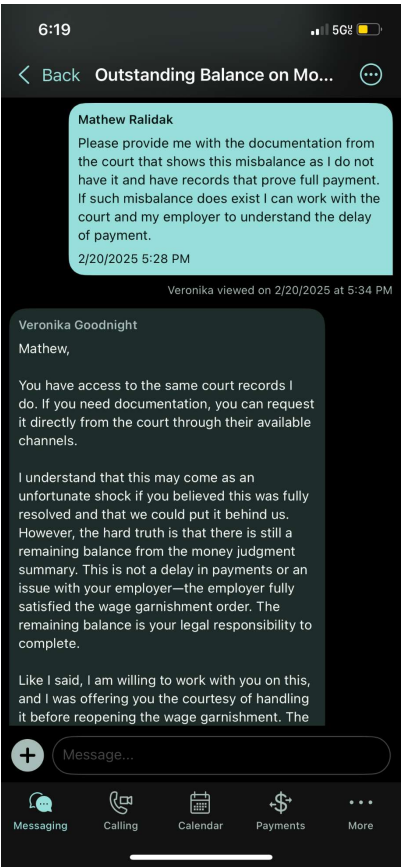 6:19
5G
Back Outstanding Balance on Mo...
Mathew Ralidak
Please provide me with the documentation from
the court that shows this misbalance as I do not
have it and have records that prove full payment.
If such misbalance does exist I can work with the
court and my employer to understand the delay
of payment.
2/20/2025 5:28 PM
Veronika viewed on 2/20/2025 at 5:34 PM
Veronika Goodnight
Mathew,
You have access to the same court records I
do. If you need documentation, you can request
it directly from the court through their available
channels.
I understand that this may come as an
unfortunate shock if you believed this was fully
resolved and that we could put it behind us.
However, the hard truth is that there is still a
remaining balance from the money judgment
summary. This is not a delay in payments or an
issue with your employer—the employer fully
satisfied the wage garnishment order. The
remaining balance is your legal responsibility to
complete.
Like I said, I am willing to work with you on this,
and I was offering you the courtesy of handling
it before reopening the wage garnishment. The
Message...
Messaging Calling Calendar Payments More